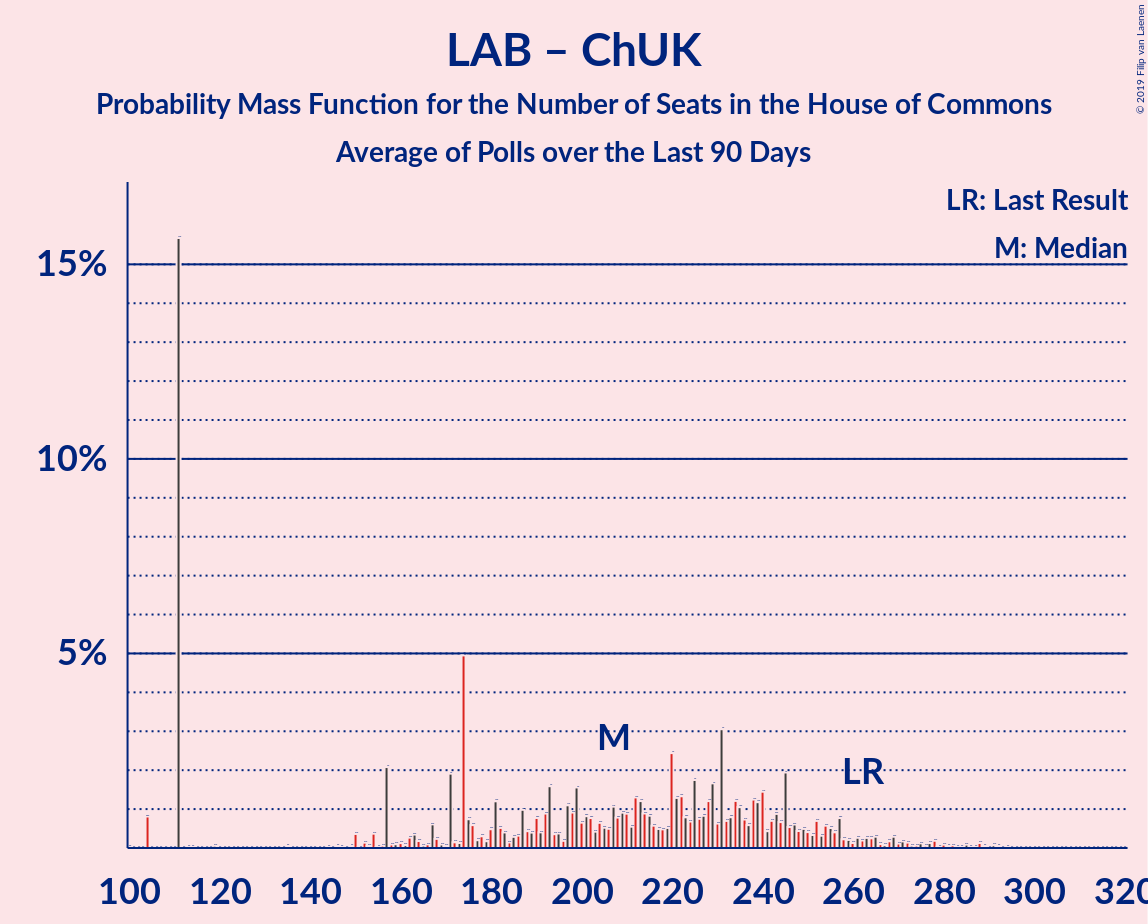 LAB – ChUK
Probability Mass Function for the Number of Seats in the House of Commons
Average of Polls over the Last 90 Days
© 2019 Filip van Laenen
LR: Last Result
M: Median
15%
10%
5%
M
LR
100 120 140 160 180 200 220 240 260 280 300 320